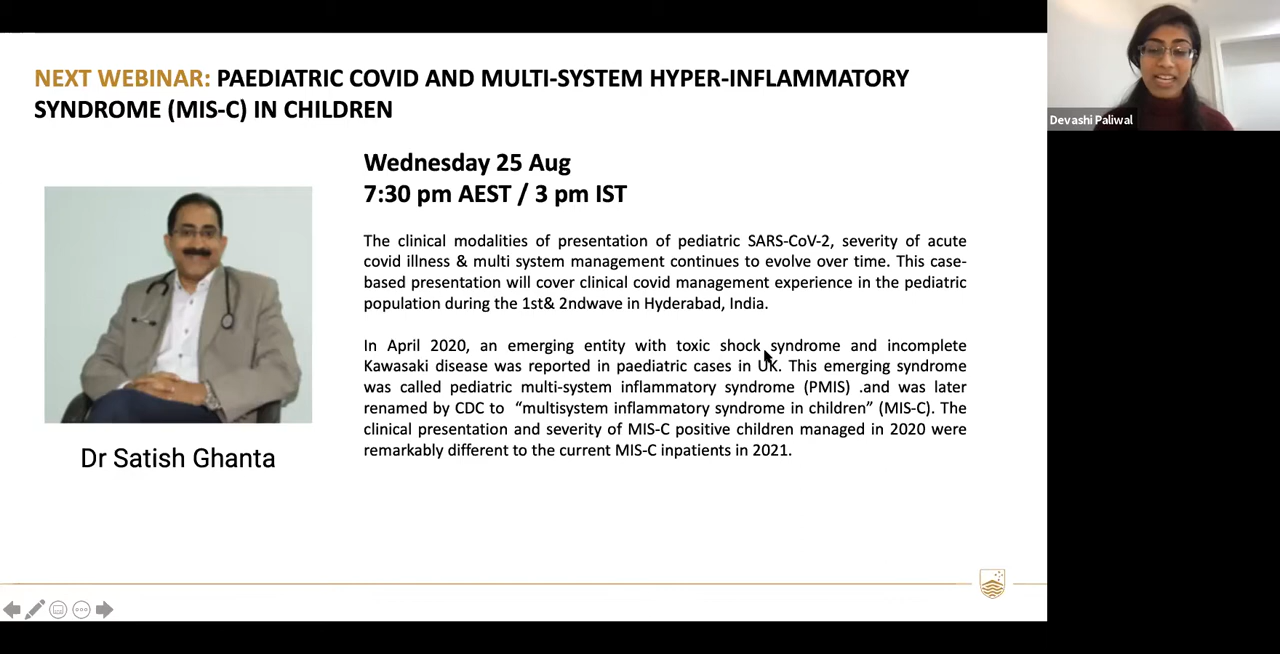 NEXT WEBINAR: PAEDIATRIC COVID AND MULTI-SYSTEM HYPER-INFLAMMATORY
SYNDROME (MIS-C) IN CHILDREN
Wednesday 25 Aug
7:30 pm AEST / 3 pm IST
The clinical modalities of presentation of pediatric SARS-CoV-2, severity of acute
covid illness & multi system management continues to evolve over time. This case-
based presentation will cover clinical covid management experience in the pediatric
population during the 1st& 2ndwave in Hyderabad, India.
In April 2020, an emerging entity with toxic shock syndrome and incomplete
Kawasaki disease was reported in paediatric cases in UK. This emerging syndrome
was called pediatric multi-system inflammatory syndrome (PMIS) .and was later
renamed by CDC to “multisystem inflammatory syndrome in children” (MIS-C). The
clinical presentation and severity of MIS-C positive children managed in 2020 were
remarkably different to the current MIS-C inpatients in 2021.
Dr Satish Ghanta
Devashi Paliwal